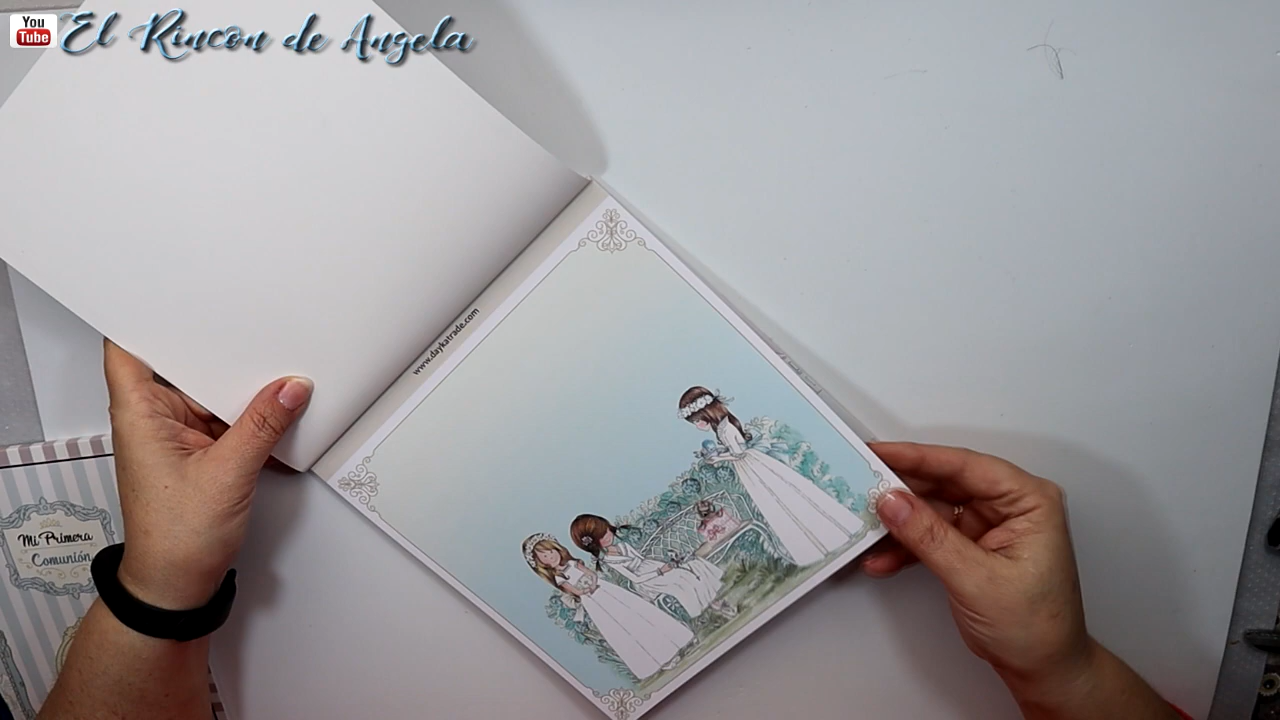 You
Tube
El Rincon de Angela
www.daykatrade.com
Mi Primera
Comunión